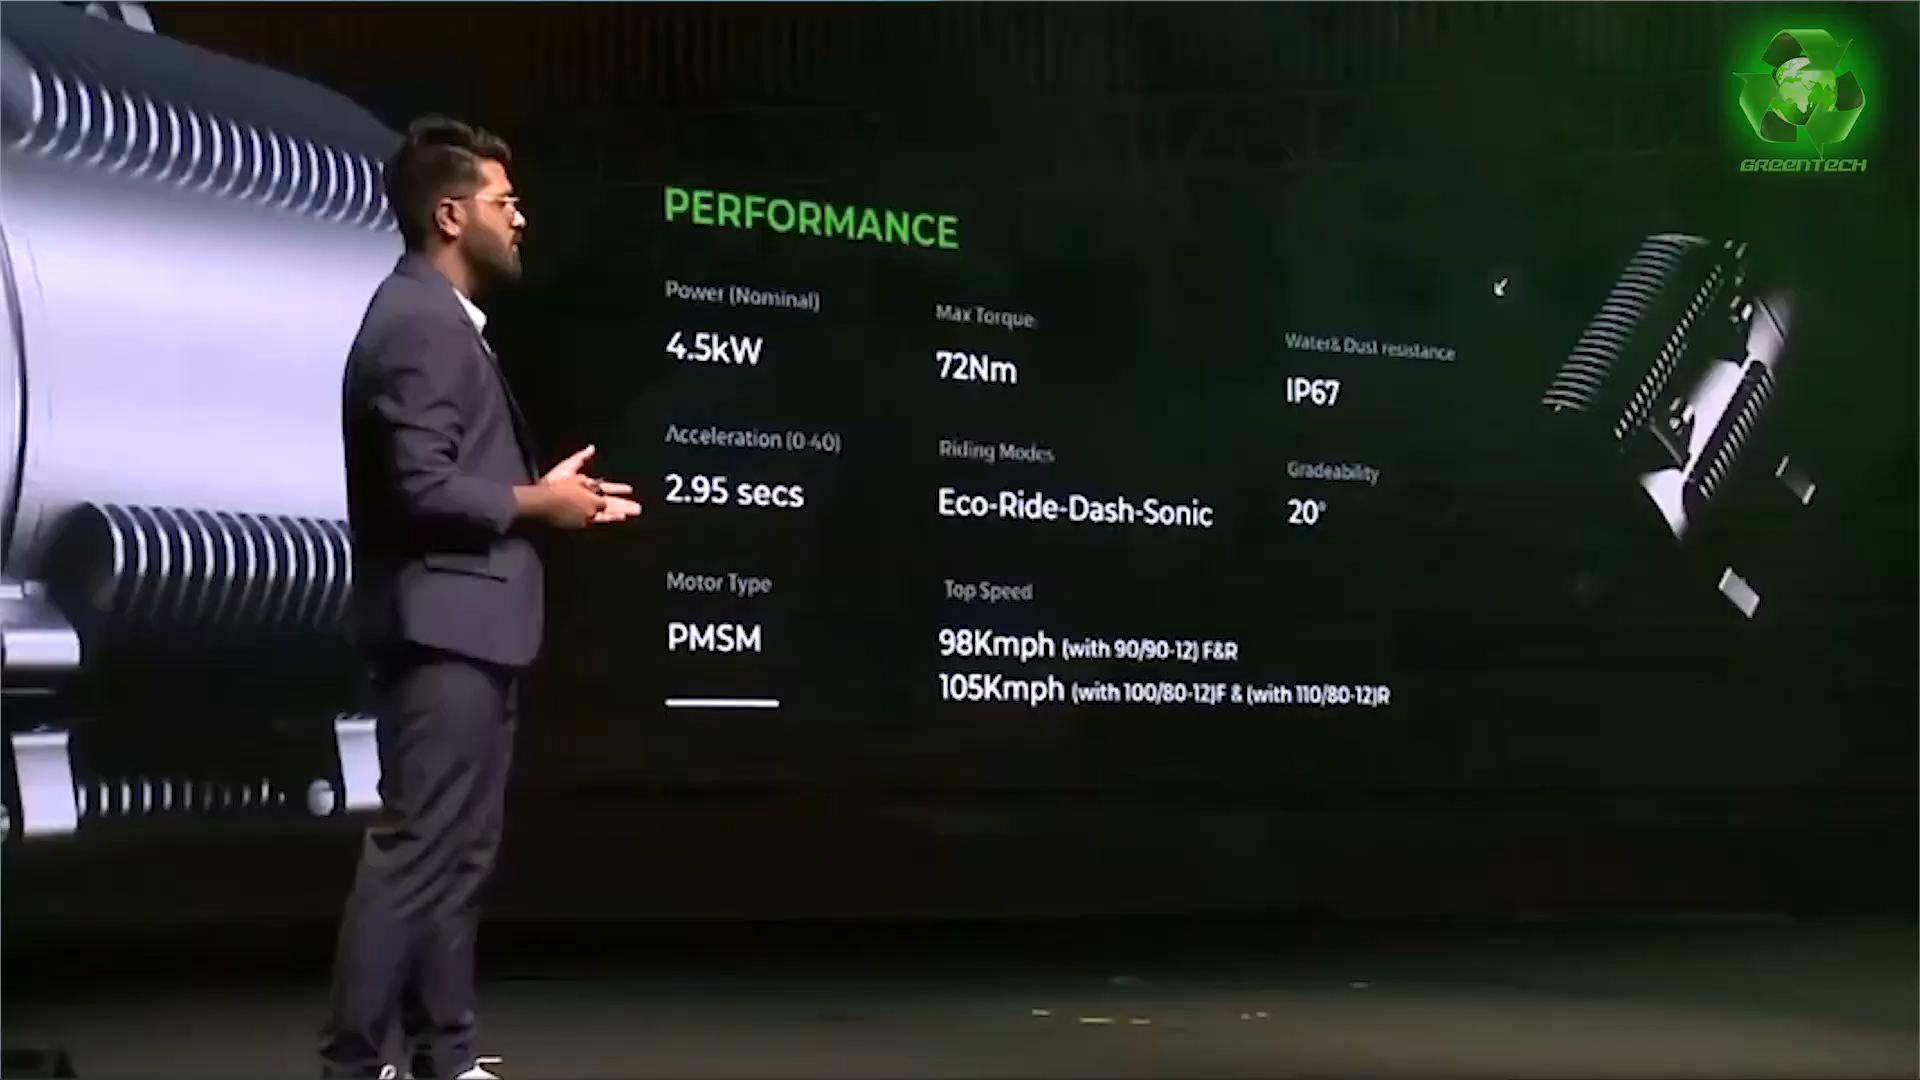 GREENTECH
PERFORMANCE
Power (Nominal)
4.5kW
Max Torque
72Nm
Water& Dust resistance
IP67
Acceleration (0-40)
2.95 secs
Riding Modes
Eco-Ride-Dash-Sonic
Gradeability
20°
Motor Type
PMSM
Top Speed
98Kmph (with 90/90-12) F&R
105Kmph (with 100/80-12)F & (with 110/80-12)R